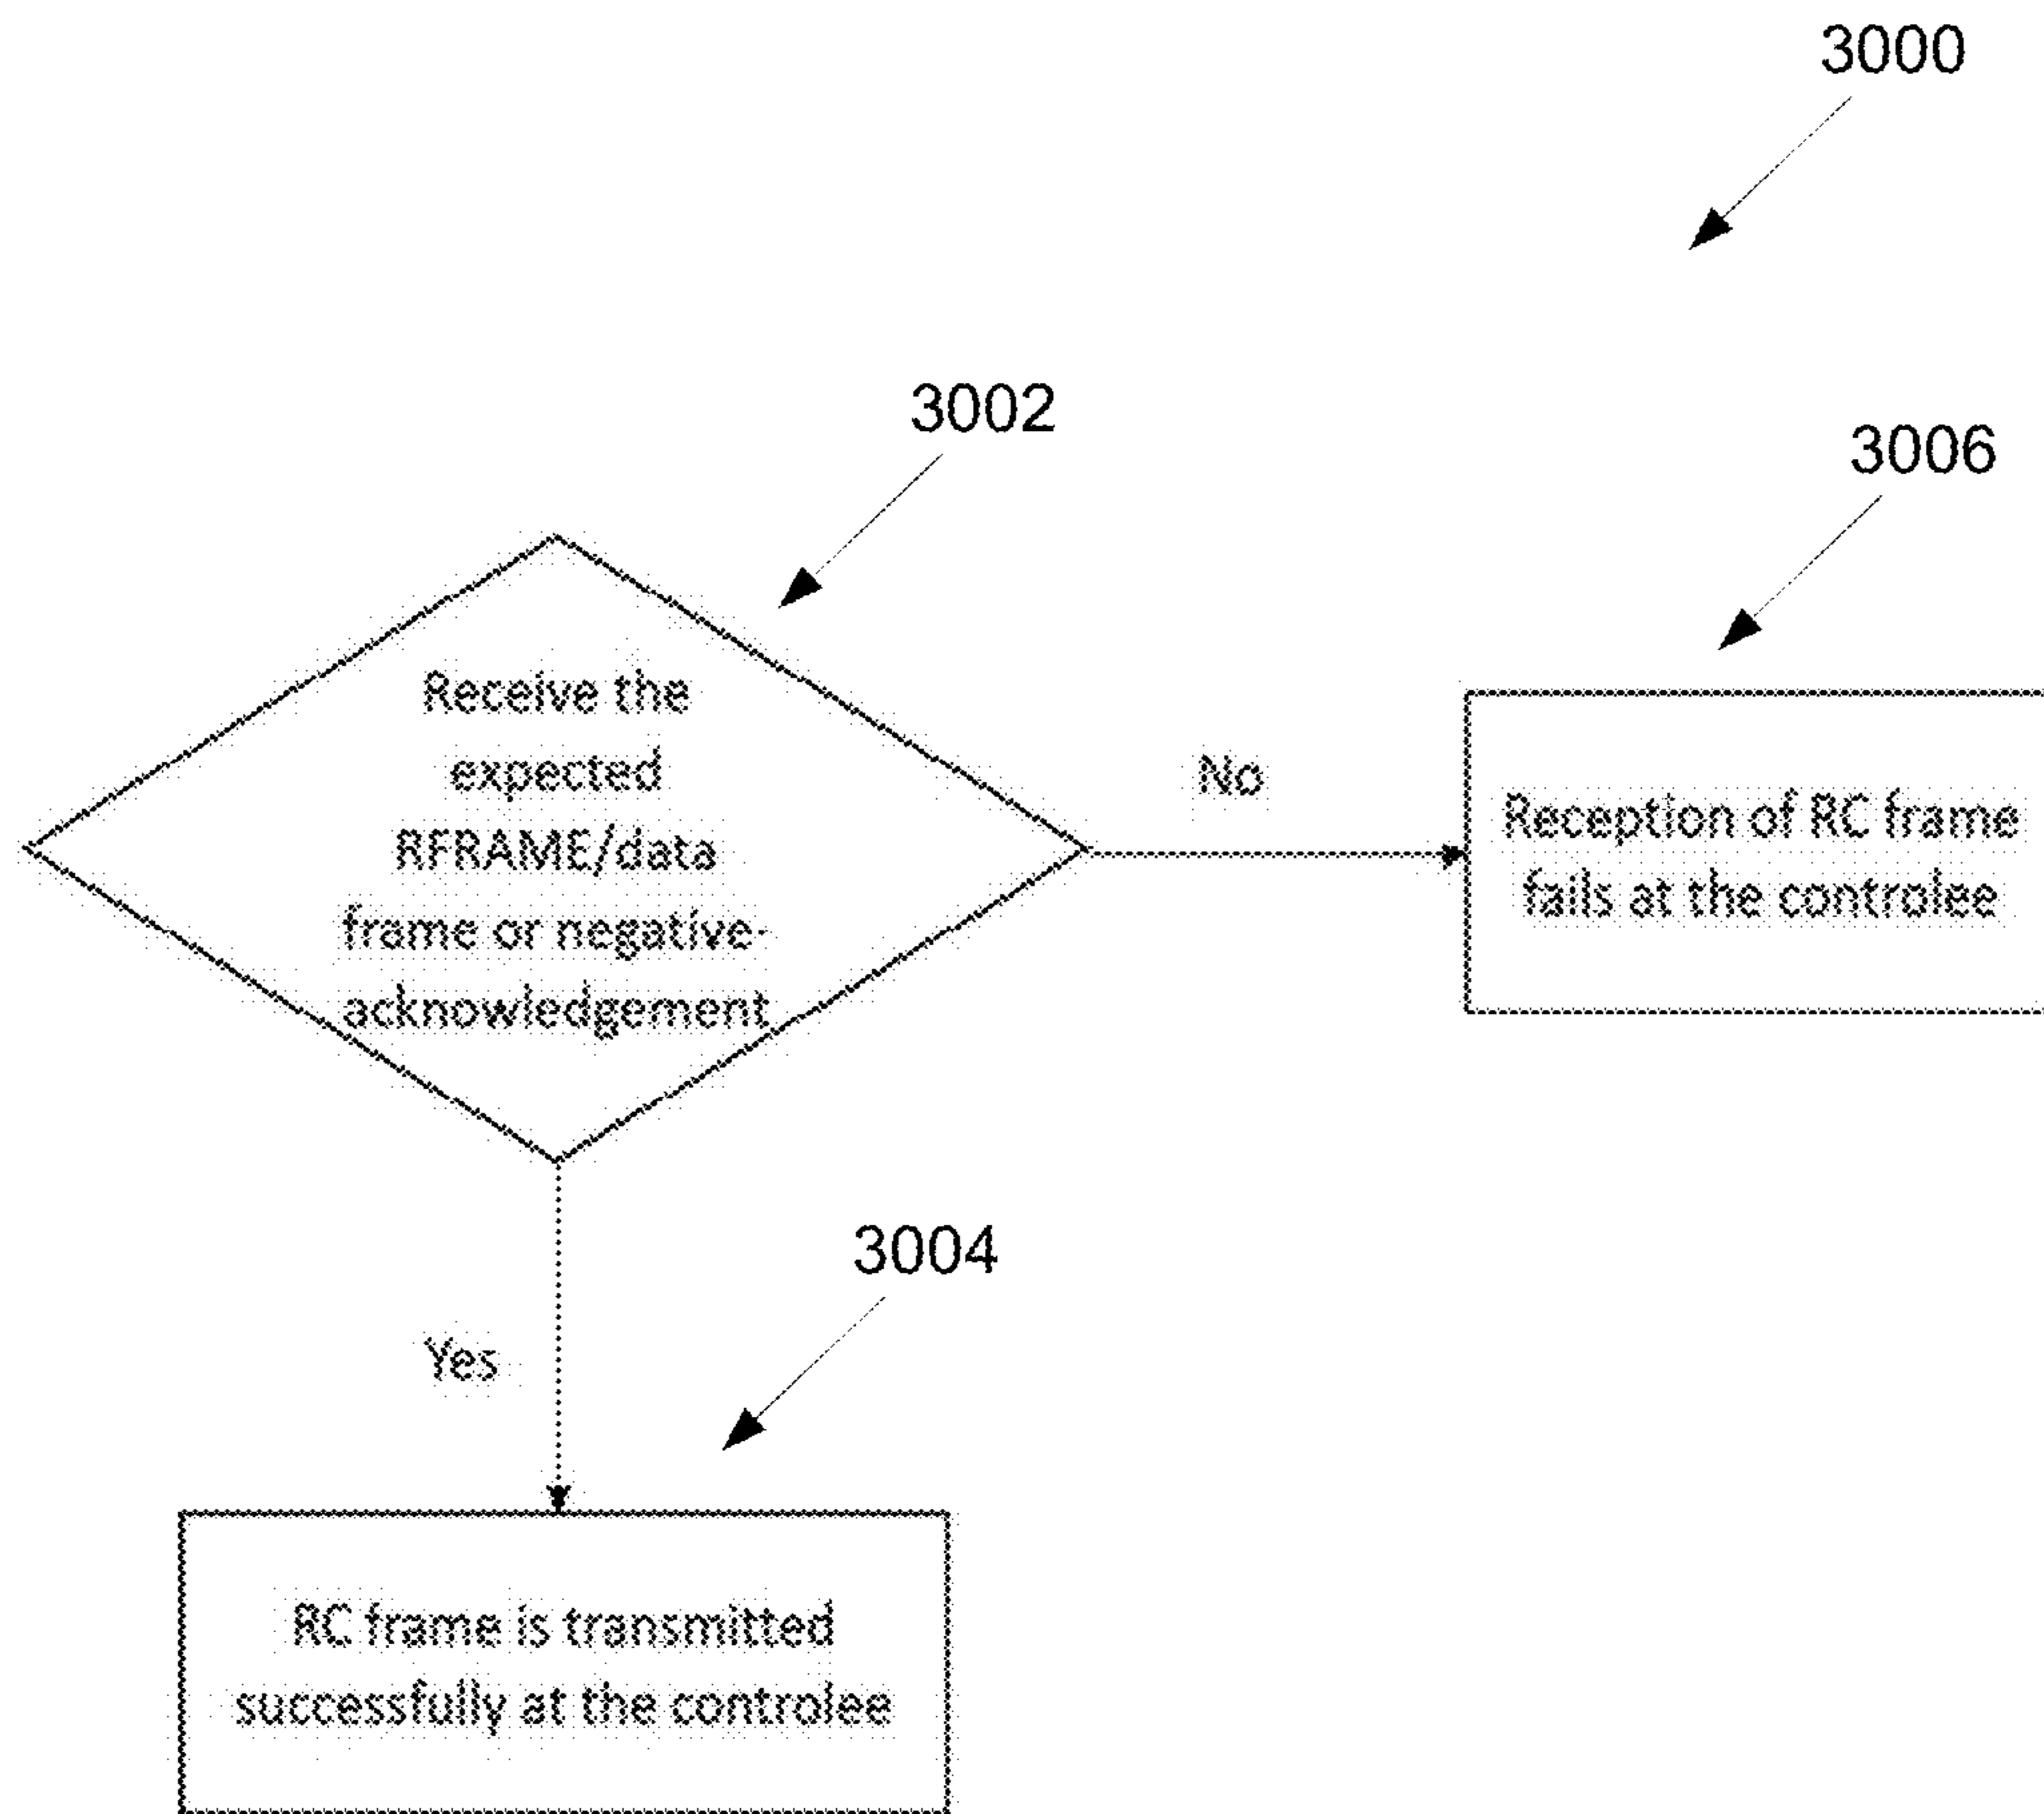 3000
3002
3006
Receive the
expected
RFRAME/data
frame or negative-
acknowledgement
No
Reception of RC frame
fails at the controlee
3004
Yes
RC frame is transmitted
successfully at the controlee